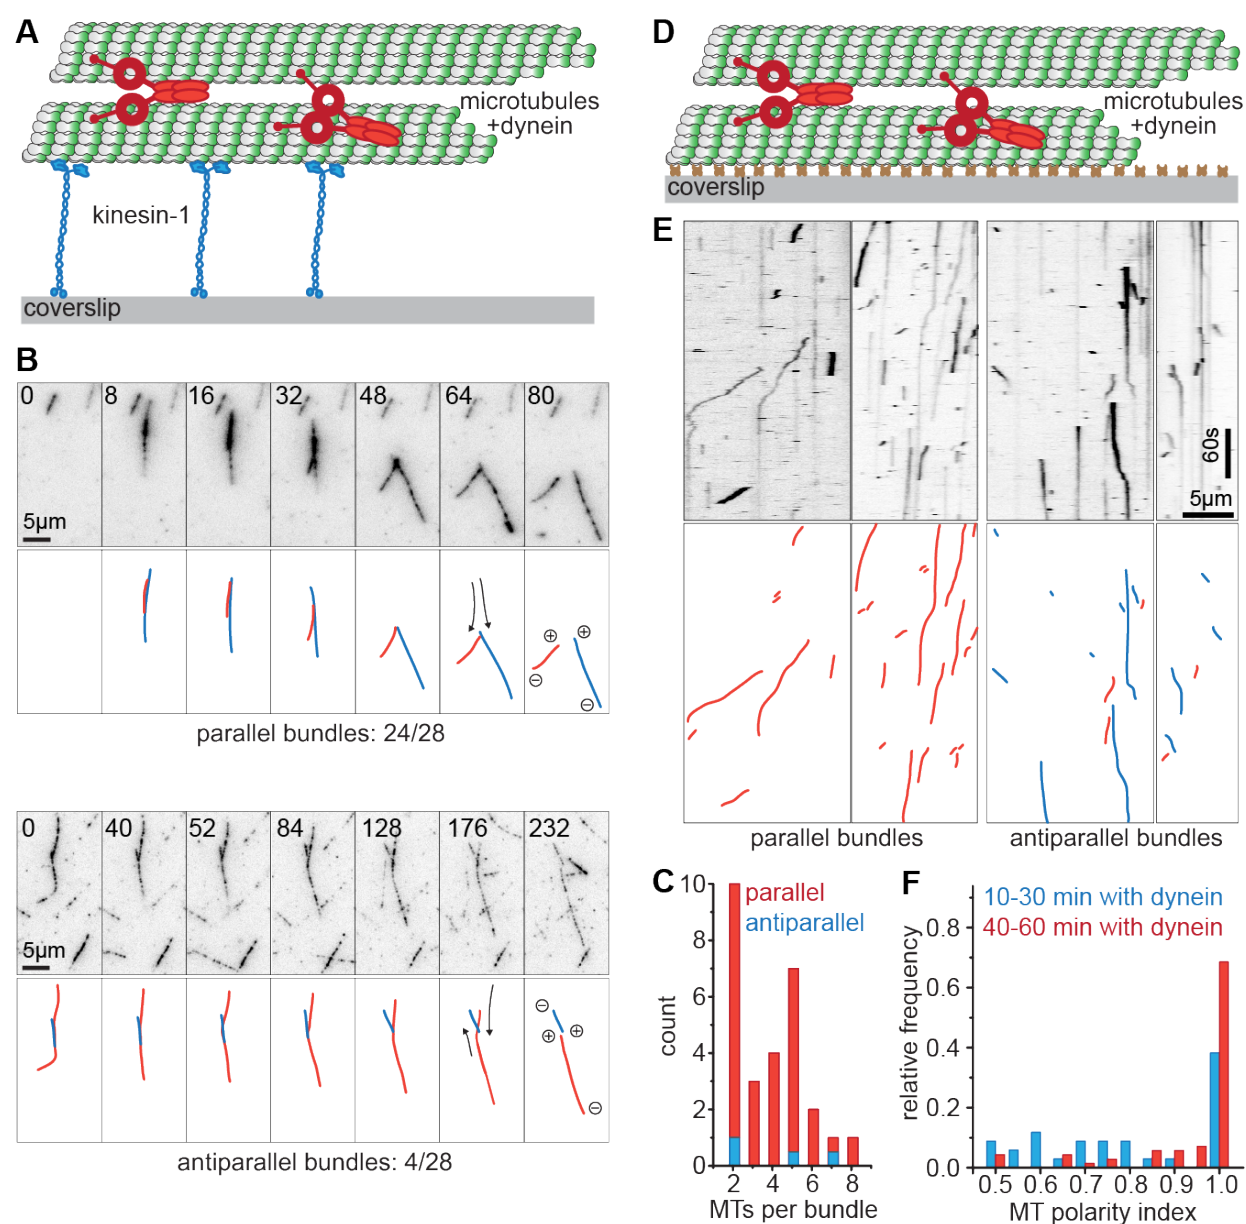 A
microtubules
+dynein
kinesin-1
coverslip
B
0 8 16 32 48 64 80
5µm
⊕ ⊕
⊖ ⊖
parallel bundles: 24/28
0 40 52 84 128 176 232
5µm
⊖
⊕ ⊕
⊖
antiparallel bundles: 4/28
D
microtubules
+dynein
coverslip
E
60s
5µm
parallel bundles
antiparallel bundles
C
parallel
antiparallel
count
10
8
6
4
2
0
2 4 6 8
MTs per bundle
F
10-30 min with dynein
40-60 min with dynein
relative frequency
0.8
0.6
0.4
0.2
0.0
0.5 0.6 0.7 0.8 0.9 1.0
MT polarity index